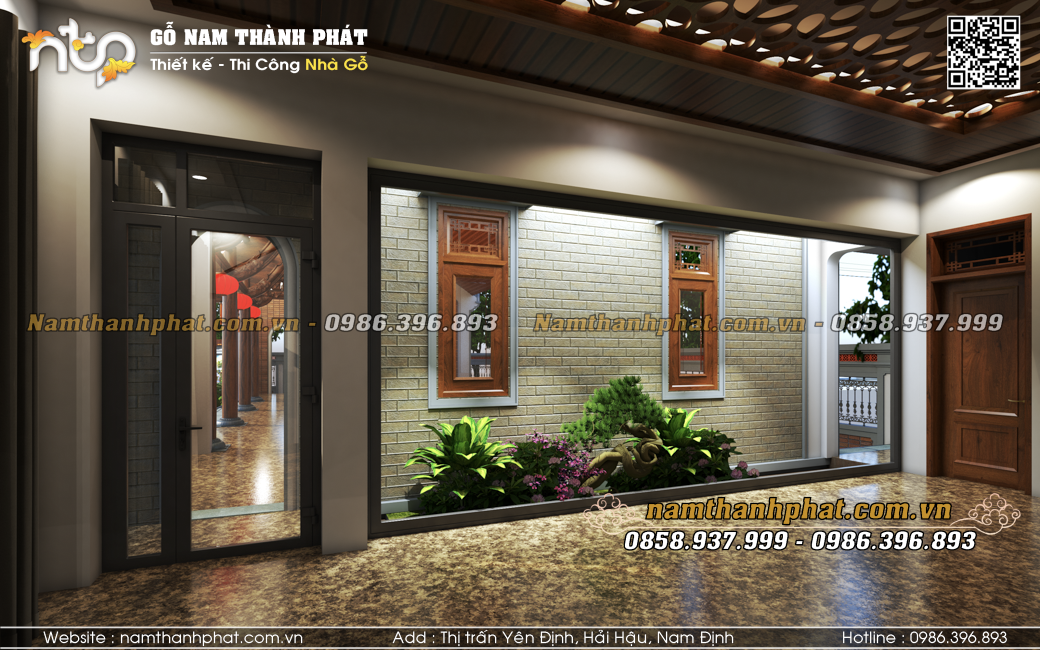 ntp
GỖ NAM THÀNH PHÁT
Thiết kế - Thi Công Nhà Gỗ
Namthanhphat.com.vn - 0986.396.893
Namthanhphat.com.vn - 0858.937.999
namthanhphat.com.vn
0858.937.999 - 0986.396.893
Website : namthanhphat.com.vn
Add : Thị trấn Yên Định, Hải Hậu, Nam Định
Hotline : 0986.396.893